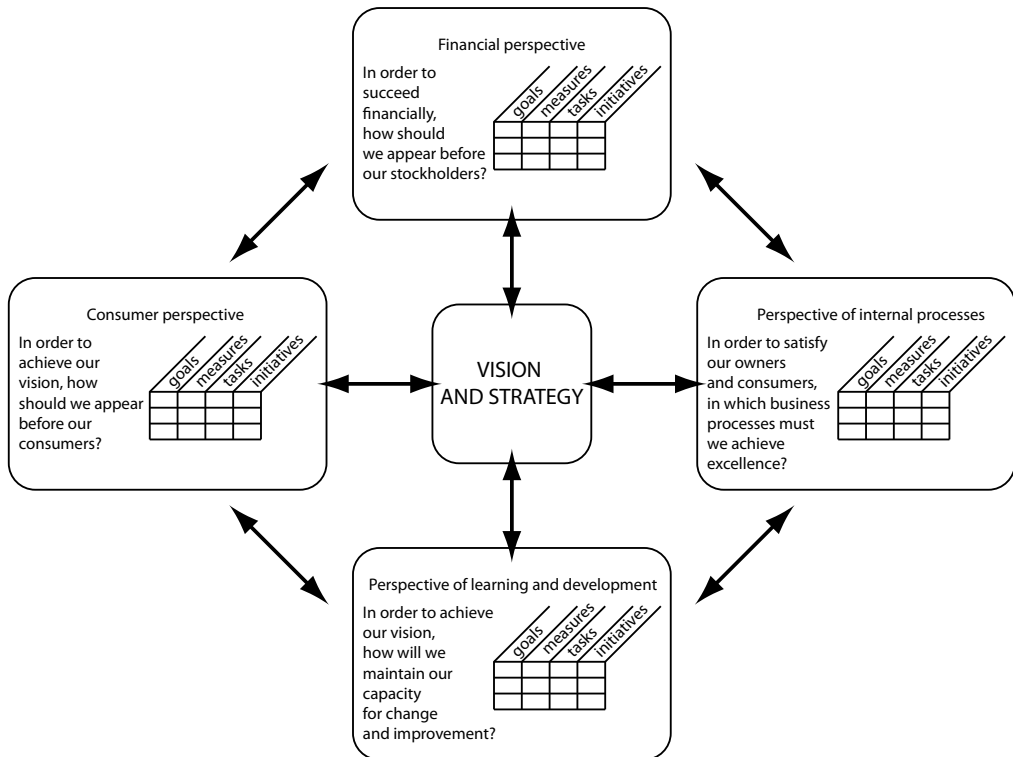 Financial perspective
In order to
succeed
financially,
how should
we appear before
our stockholders?
goals
measures
tasks
initiatives
Consumer perspective
In order to
achieve our
vision, how
should we appear
before our
consumers?
goals
measures
tasks
initiatives
VISION
AND STRATEGY
Perspective of internal processes
In order to satisfy
our owners
and consumers,
in which business
processes must
we achieve
excellence?
goals
measures
tasks
initiatives
Perspective of learning and development
In order to achieve
our vision,
how will we
maintain our
capacity
for change
and improvement?
goals
measures
tasks
initiatives